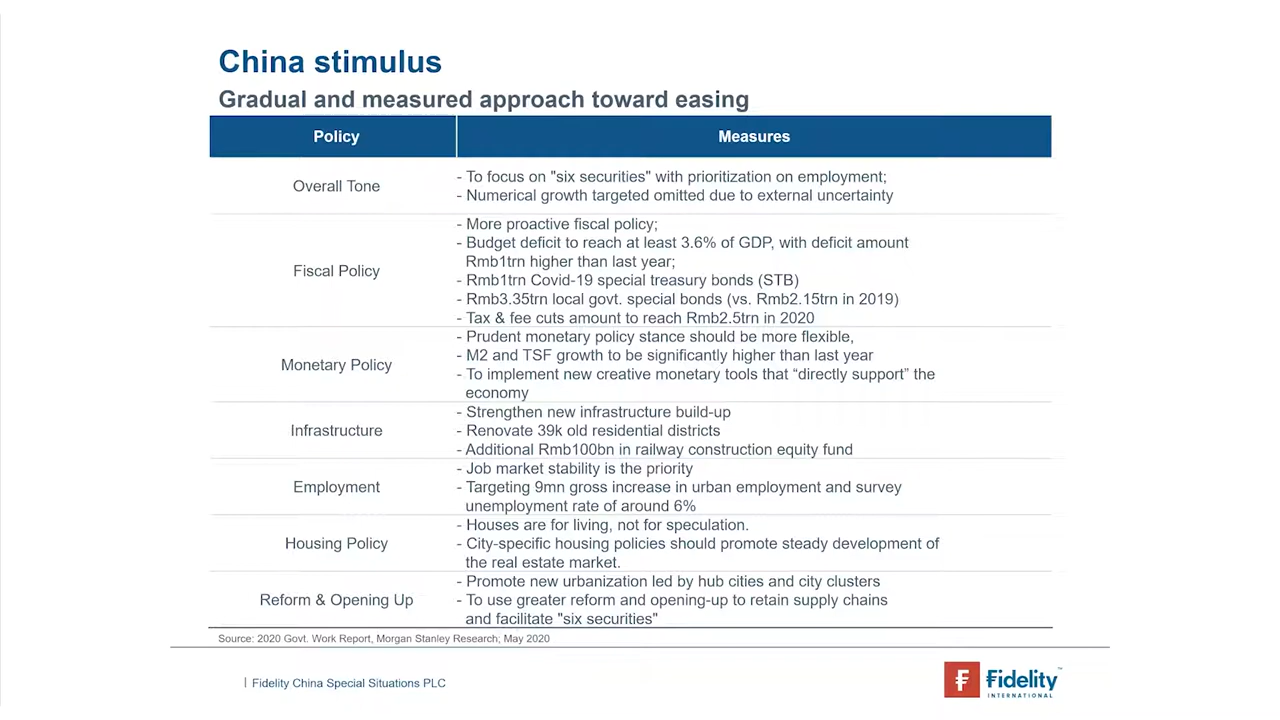 China stimulus
Gradual and measured approach toward easing
Policy
Measures
Overall Tone
- To focus on "six securities" with prioritization on employment;
- Numerical growth targeted omitted due to external uncertainty
Fiscal Policy
- More proactive fiscal policy;
- Budget deficit to reach at least 3.6% of GDP, with deficit amount
Rmb1trn higher than last year;
- Rmb1trn Covid-19 special treasury bonds (STB)
- Rmb3.35trn local govt. special bonds (vs. Rmb2.15trn in 2019)
- Tax & fee cuts amount to reach Rmb2.5trn in 2020
Monetary Policy
- Prudent monetary policy stance should be more flexible,
- M2 and TSF growth to be significantly higher than last year
- To implement new creative monetary tools that “directly support” the
economy
Infrastructure
- Strengthen new infrastructure build-up
- Renovate 39k old residential districts
- Additional Rmb100bn in railway construction equity fund
Employment
- Job market stability is the priority
- Targeting 9mn gross increase in urban employment and survey
unemployment rate of around 6%
Housing Policy
- Houses are for living, not for speculation.
- City-specific housing policies should promote steady development of
the real estate market.
Reform & Opening Up
- Promote new urbanization led by hub cities and city clusters
- To use greater reform and opening-up to retain supply chains
and facilitate "six securities"
Source: 2020 Govt. Work Report, Morgan Stanley Research; May 2020
| Fidelity China Special Situations PLC
Fidelity™
INTERNATIONAL